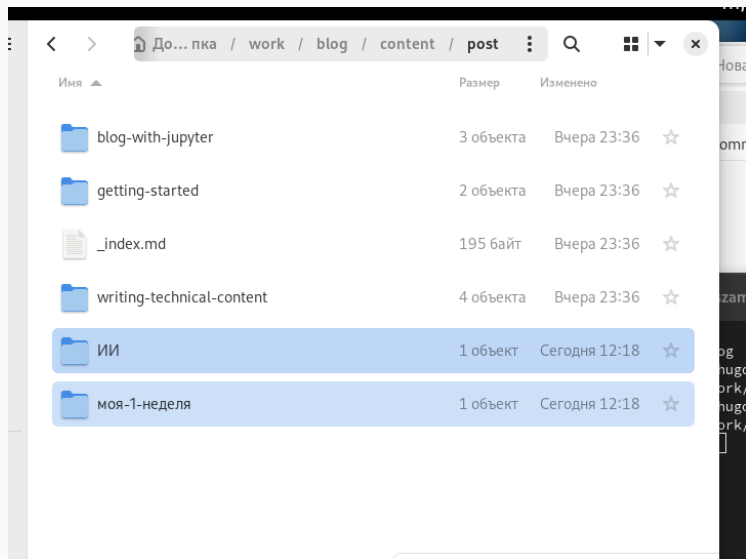 До... пка / work / blog / content / post
Имя Размер Изменено
blog-with-jupyter 3 объекта Вчера 23:36
getting-started 2 объекта Вчера 23:36
_index.md 195 байт Вчера 23:36
writing-technical-content 4 объекта Вчера 23:36
ИИ 1 объект Сегодня 12:18
моя-1-неделя 1 объект Сегодня 12:18